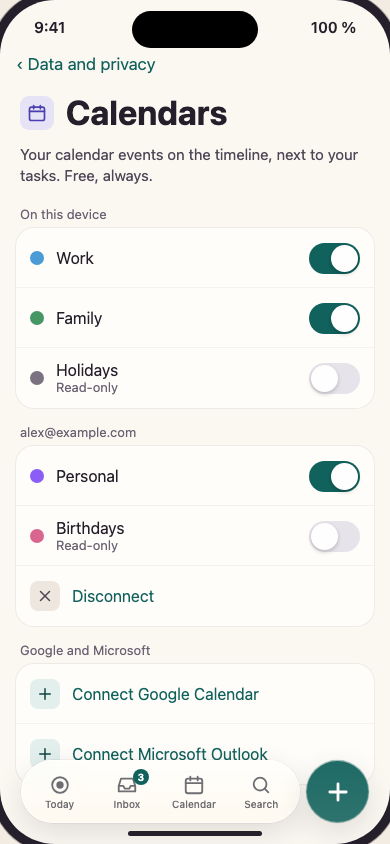 9:41
100 %
‹ Data and privacy
Calendars
Your calendar events on the timeline, next to your
tasks. Free, always.
On this device
Work
Family
Holidays
Read-only
alex@example.com
Personal
Birthdays
Read-only
Disconnect
Google and Microsoft
Connect Google Calendar
Connect Microsoft Outlook
3
Today
Inbox
Calendar
Search